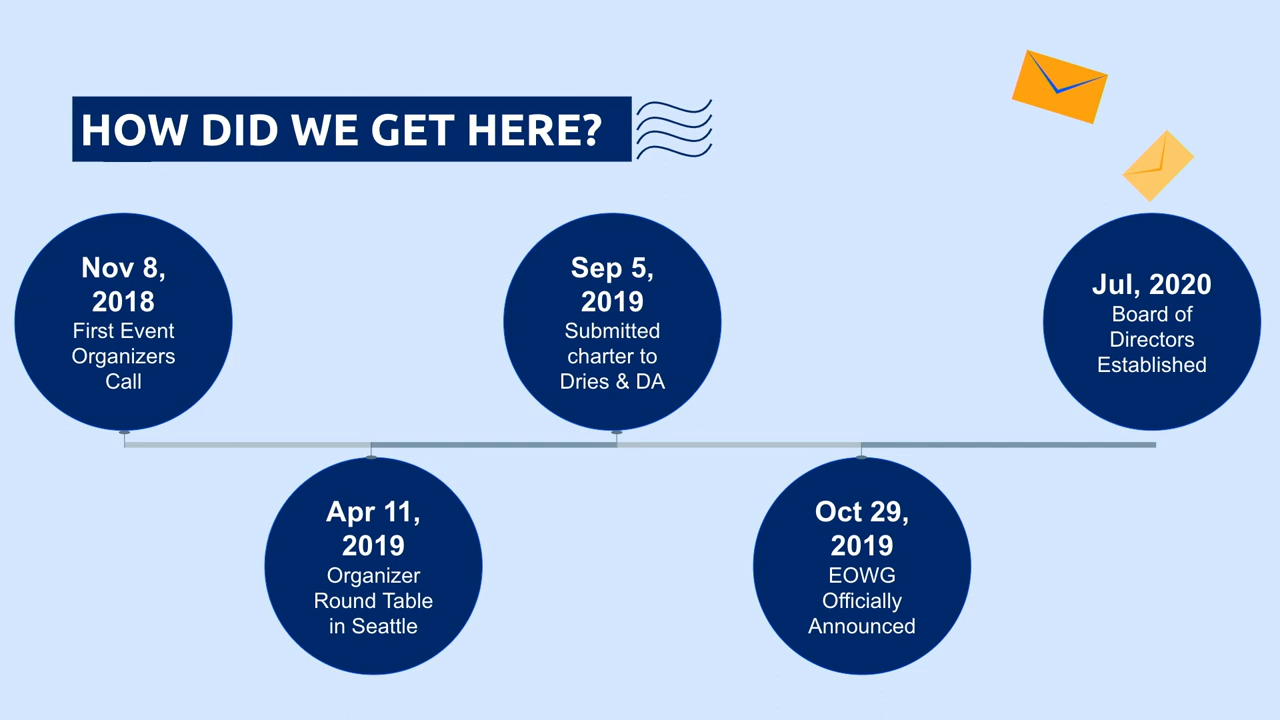 HOW DID WE GET HERE?
Nov 8,
2018
First Event
Organizers
Call
Apr 11,
2019
Organizer
Round Table
in Seattle
Sep 5,
2019
Submitted
charter to
Dries & DA
Oct 29,
2019
EOWG
Officially
Announced
Jul, 2020
Board of
Directors
Established